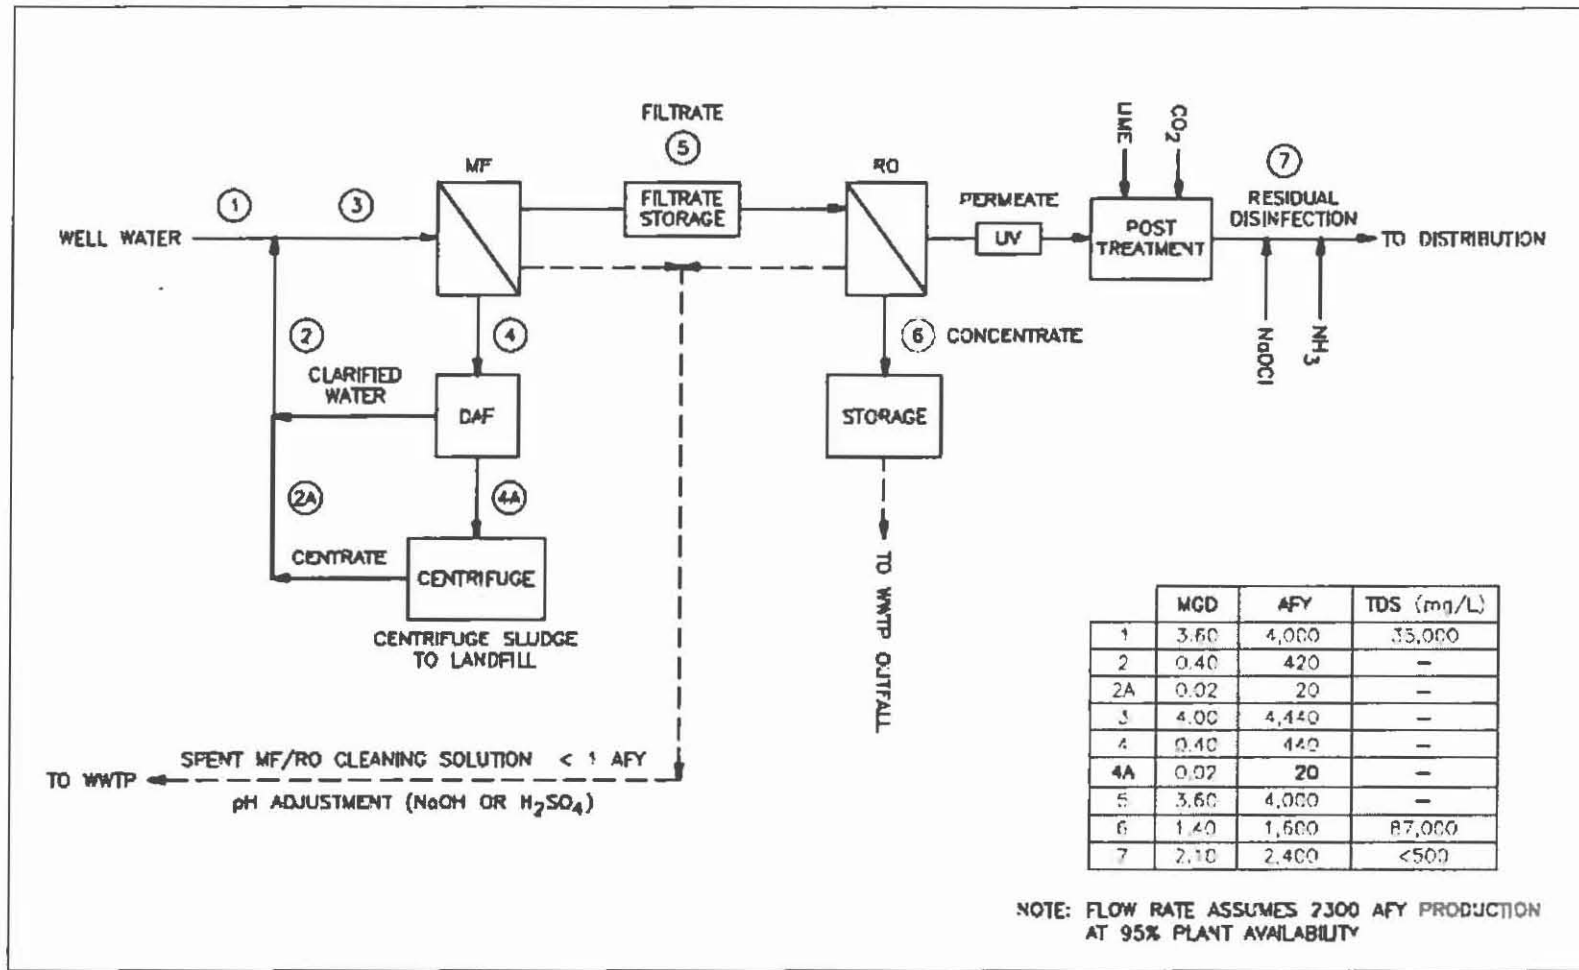 FILTRATE
5
LIME
CO2
7
MF
RO
1
3
FILTRATE
STORAGE
PERMEATE
UV
POST
TREATMENT
RESIDUAL
DISINFECTION
WELL WATER
TO DISTRIBUTION
2
4
6 CONCENTRATE
NaOCl
NH3
CLARIFIED
WATER
DAF
STORAGE
2A
4A
CENTRATE
CENTRIFUGE
CENTRIFUGE SLUDGE
TO LANDFILL
TO WWTP OUTFALL
SPENT MF/RO CLEANING SOLUTION < 1 AFY
TO WWTP
pH ADJUSTMENT (NaOH OR H2SO4)
MGD AFY TDS (mg/L)
1 3.60 4,000 35,000
2 0.40 420 –
2A 0.02 20 –
3 4.00 4,440 –
4 0.40 440 –
4A 0.02 20 –
5 3.60 4,000 –
6 1.40 1,600 87,000
7 2.10 2,400 <500
NOTE: FLOW RATE ASSUMES 2300 AFY PRODUCTION
AT 95% PLANT AVAILABILITY